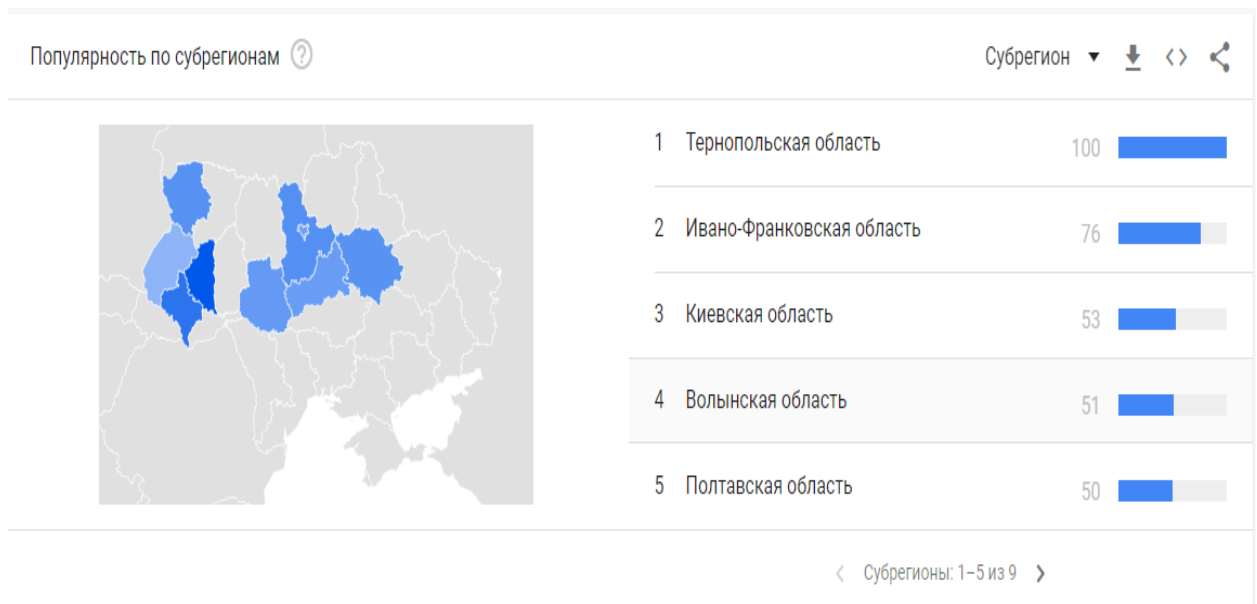 Популярность по субрегионам ?
Субрегион
1 Тернопольская область 100
2 Ивано-Франковская область 76
3 Киевская область 53
4 Волынская область 51
5 Полтавская область 50
Субрегионы: 1–5 из 9